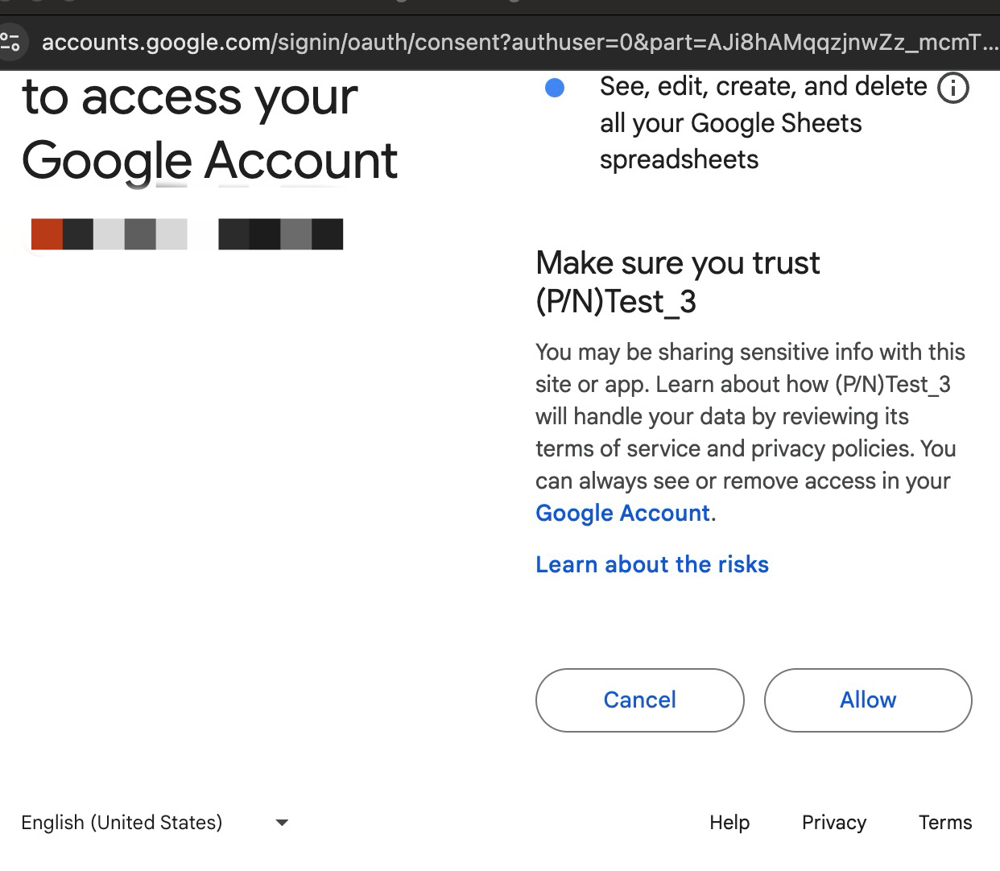 accounts.google.com/signin/oauth/consent?authuser=0&part=AJi8hAMqqzjnwZz_mcmT...
to access your
Google Account
See, edit, create, and delete
all your Google Sheets
spreadsheets
Make sure you trust
(P/N)Test_3
You may be sharing sensitive info with this
site or app. Learn about how (P/N)Test_3
will handle your data by reviewing its
terms of service and privacy policies. You
can always see or remove access in your
Google Account.
Learn about the risks
Cancel
Allow
English (United States)
Help
Privacy
Terms